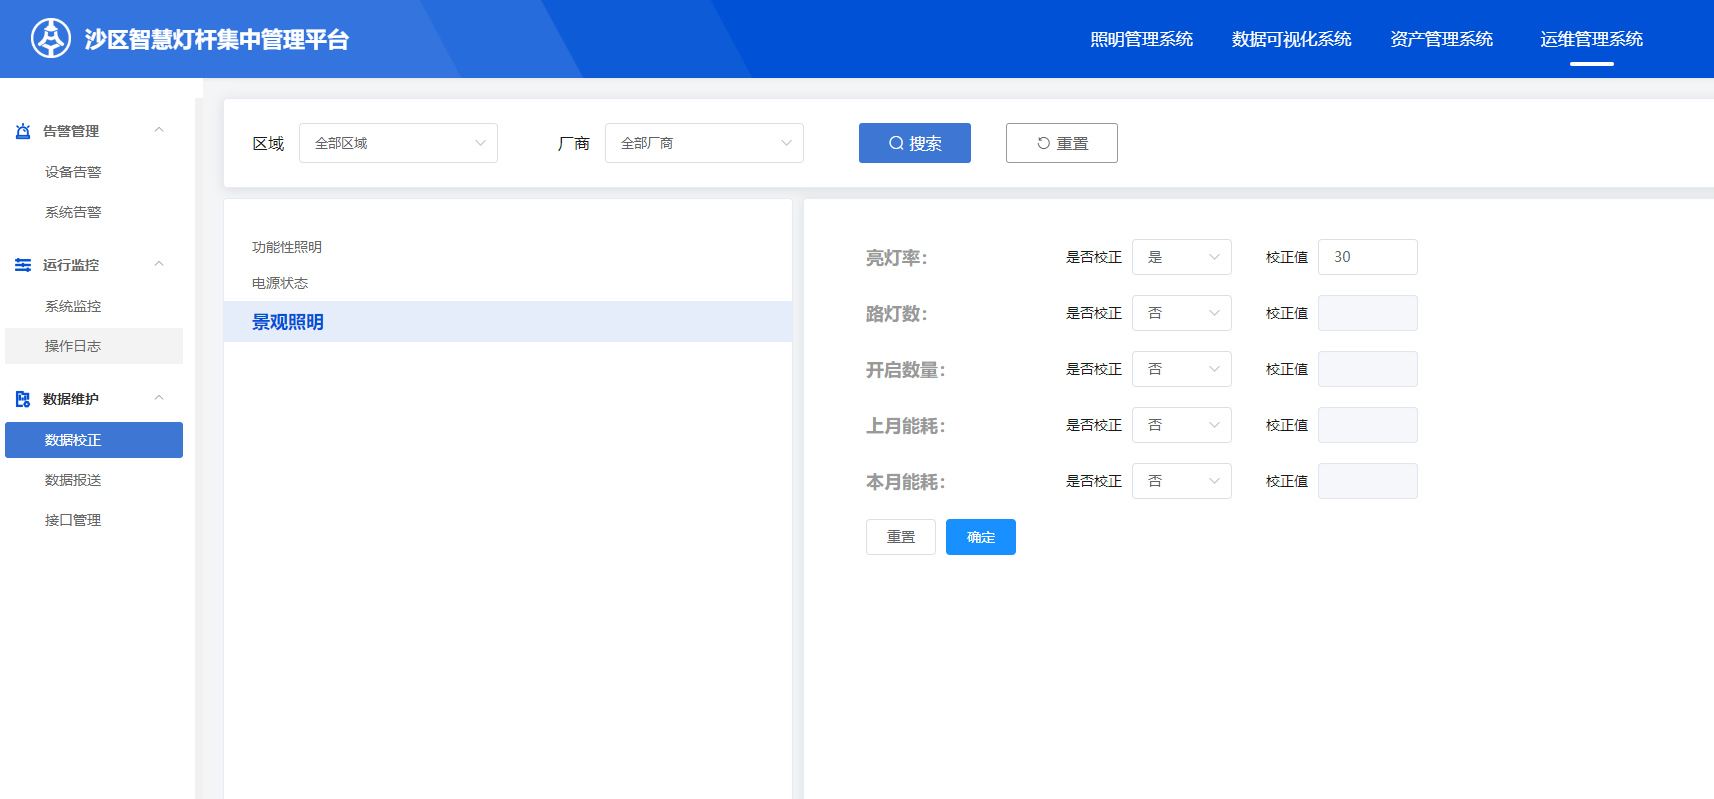 沙区智慧灯杆集中管理平台
照明管理系统 数据可视化系统 资产管理系统 运维管理系统
告警管理
设备告警
系统告警
运行监控
系统监控
操作日志
数据维护
数据校正
数据报送
接口管理
区域 全部区域 厂商 全部厂商 搜索 重置
功能性照明
电源状态
景观照明
亮灯率: 是否校正 是 校正值 30
路灯数: 是否校正 否 校正值
开启数量: 是否校正 否 校正值
上月能耗: 是否校正 否 校正值
本月能耗: 是否校正 否 校正值
重置 确定